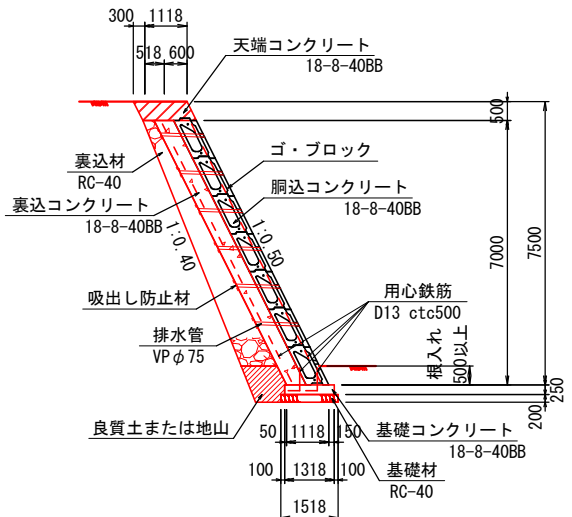 300
1118
518
600
天端コンクリート
18-8-40BB
500
ゴ・ブロック
裏込材
RC-40
胴込コンクリート
18-8-40BB
裏込コンクリート
18-8-40BB
1:0.40
1:0.50
7000
7500
吸出し防止材
用心鉄筋
D13 ctc500
排水管
VPφ75
根入れ
500以上
250
200
良質土または地山
50
1118
150
基礎コンクリート
18-8-40BB
100
1318
100
基礎材
RC-40
1518